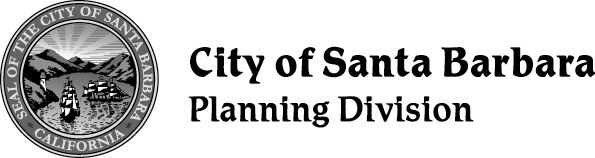 SEAL OF THE CITY OF SANTA BARBARA
CALIFORNIA
City of Santa Barbara
Planning Division